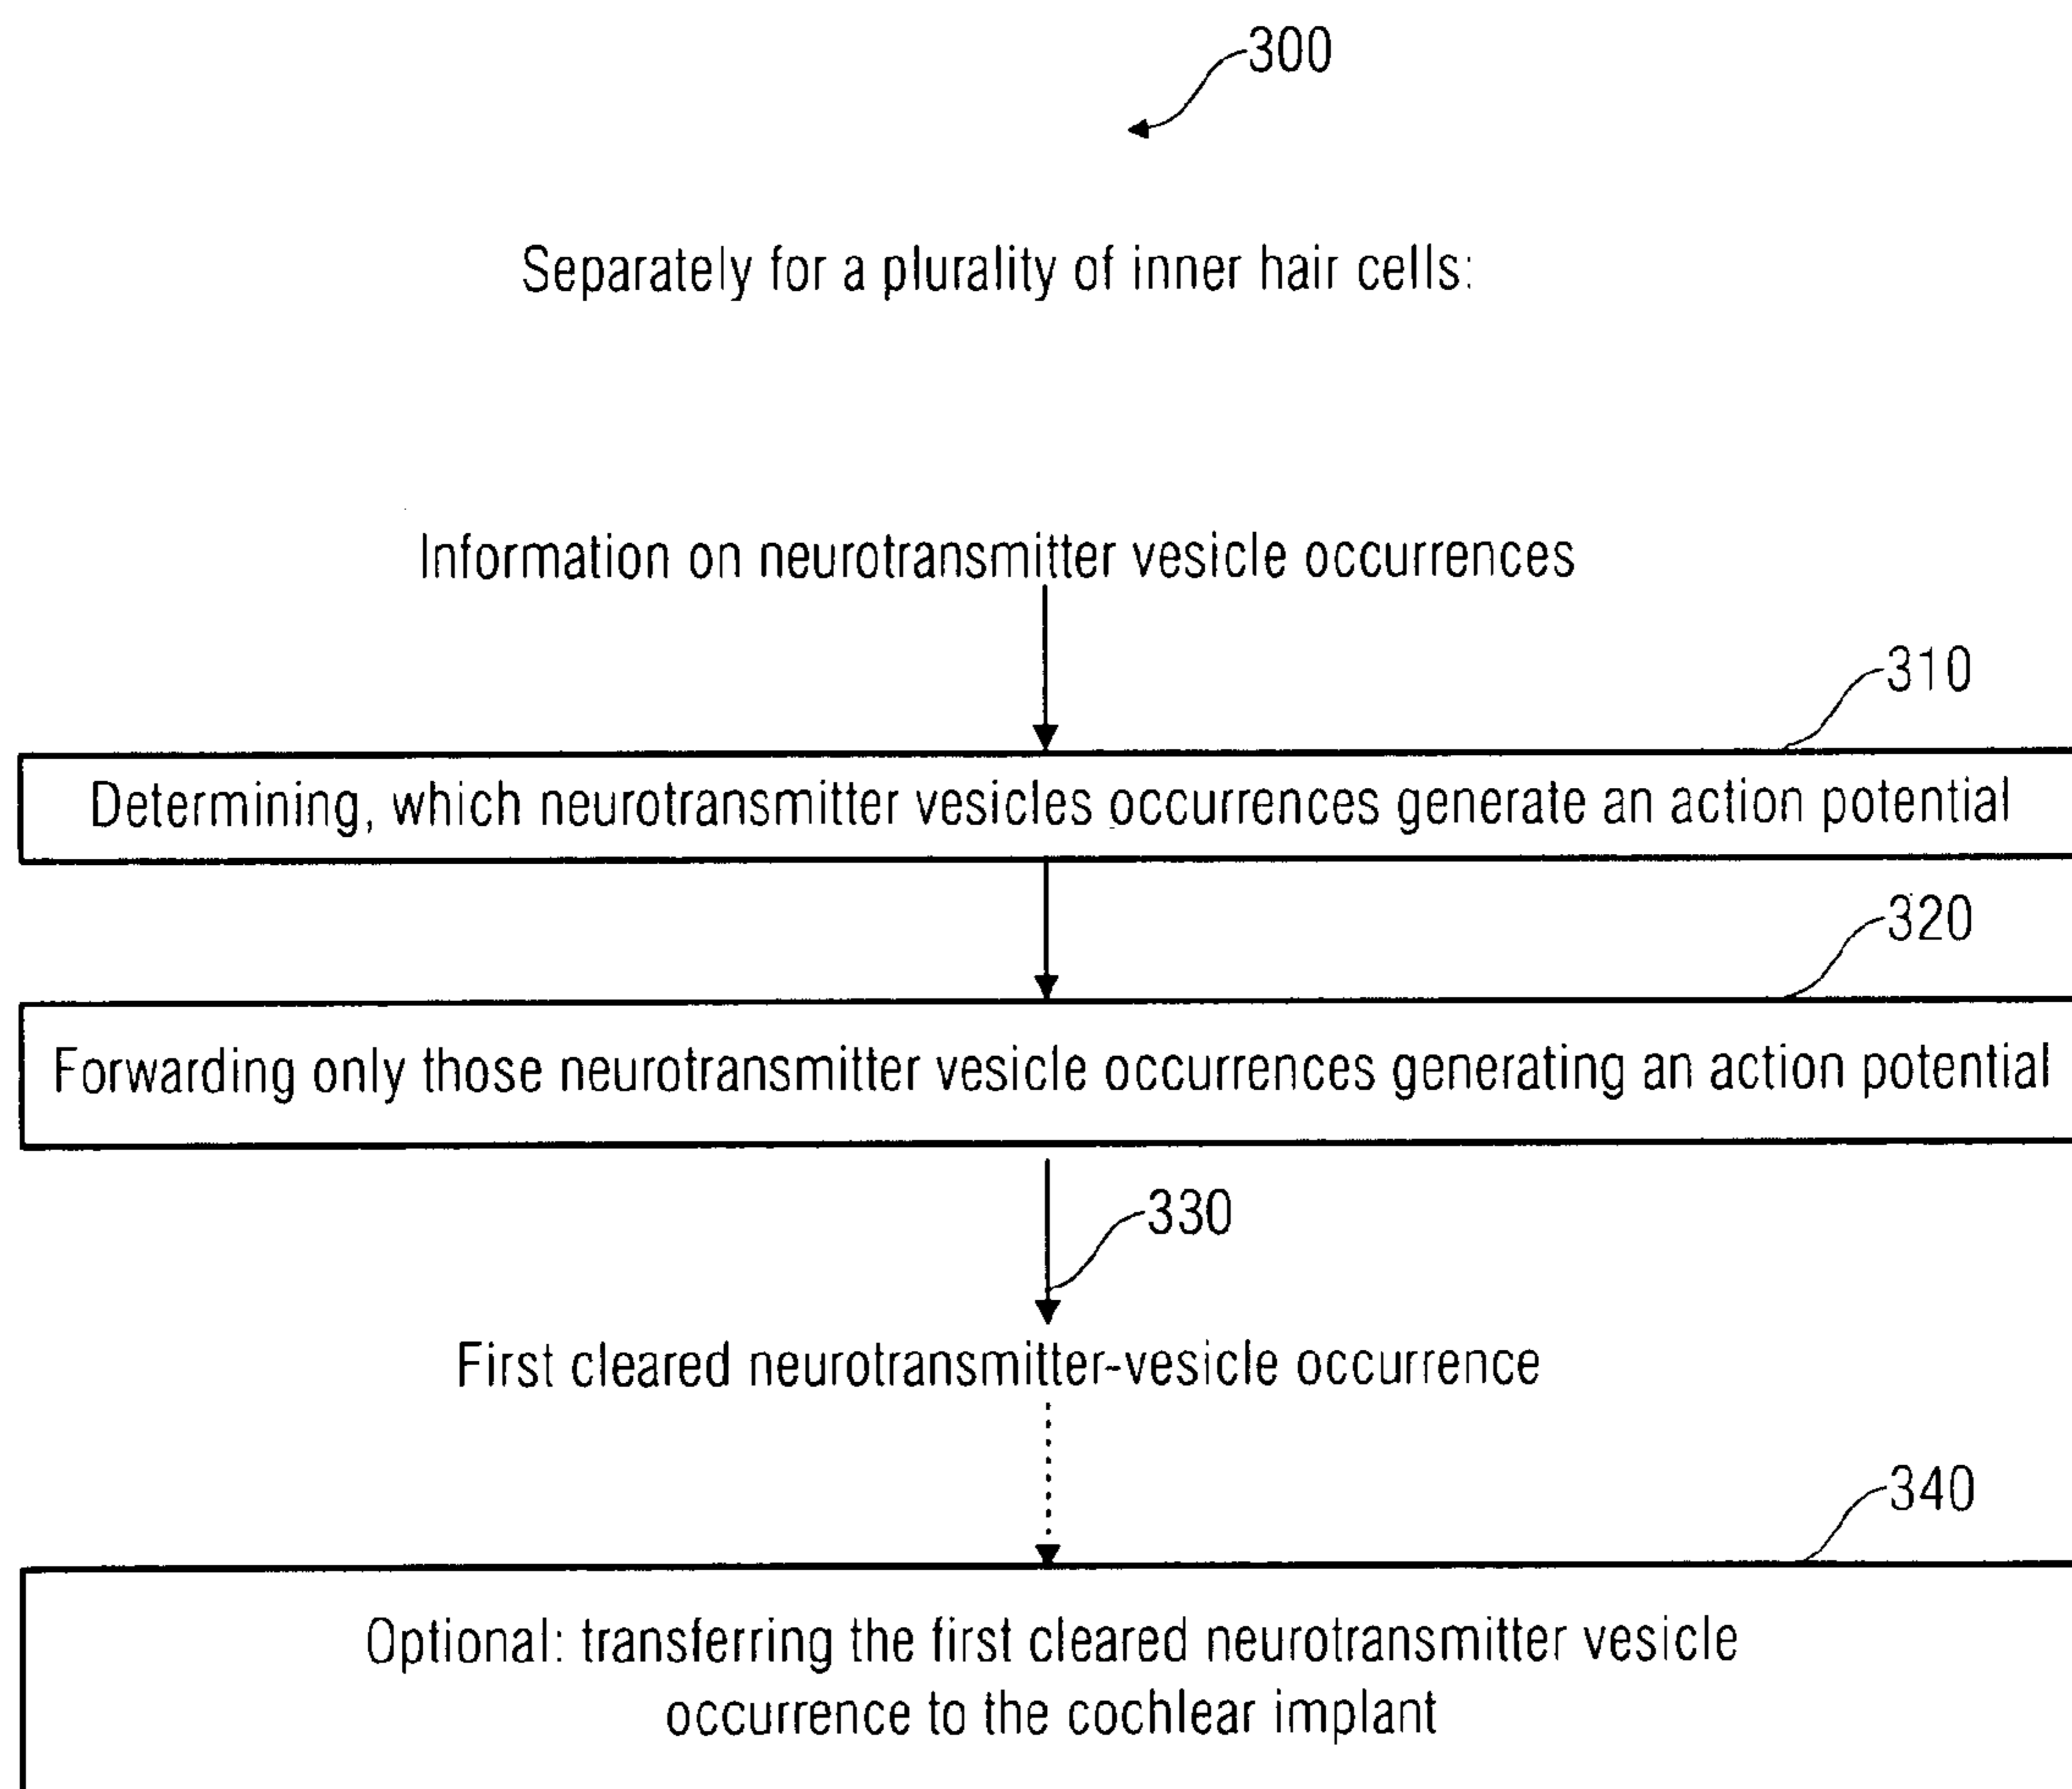 300
Separately for a plurality of inner hair cells:
Information on neurotransmitter vesicle occurrences
310
Determining, which neurotransmitter vesicles occurrences generate an action potential
320
Forwarding only those neurotransmitter vesicle occurrences generating an action potential
330
First cleared neurotransmitter-vesicle occurrence
340
Optional: transferring the first cleared neurotransmitter vesicle
occurrence to the cochlear implant